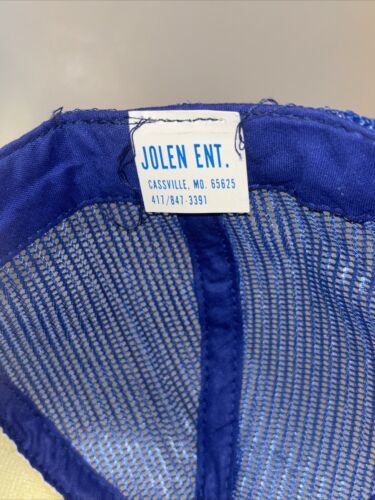 JOLEN ENT.
CASSVILLE, MO. 65625
417/847-3391